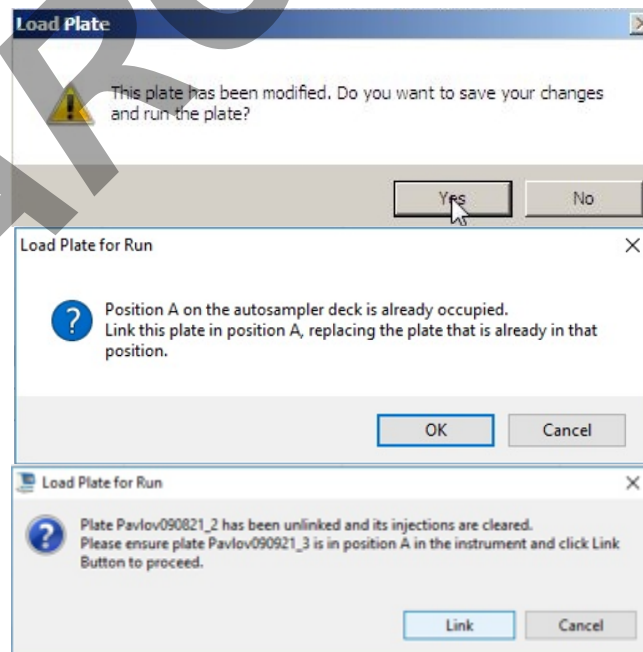 Load Plate
This plate has been modified. Do you want to save your changes
and run the plate?
Yes
No
Load Plate for Run
Position A on the autosampler deck is already occupied.
Link this plate in position A, replacing the plate that is already in that
position.
OK
Cancel
Load Plate for Run
Plate Pavlov090821_2 has been unlinked and its injections are cleared.
Please ensure plate Pavlov090921_3 is in position A in the instrument and click Link
Button to proceed.
Link
Cancel